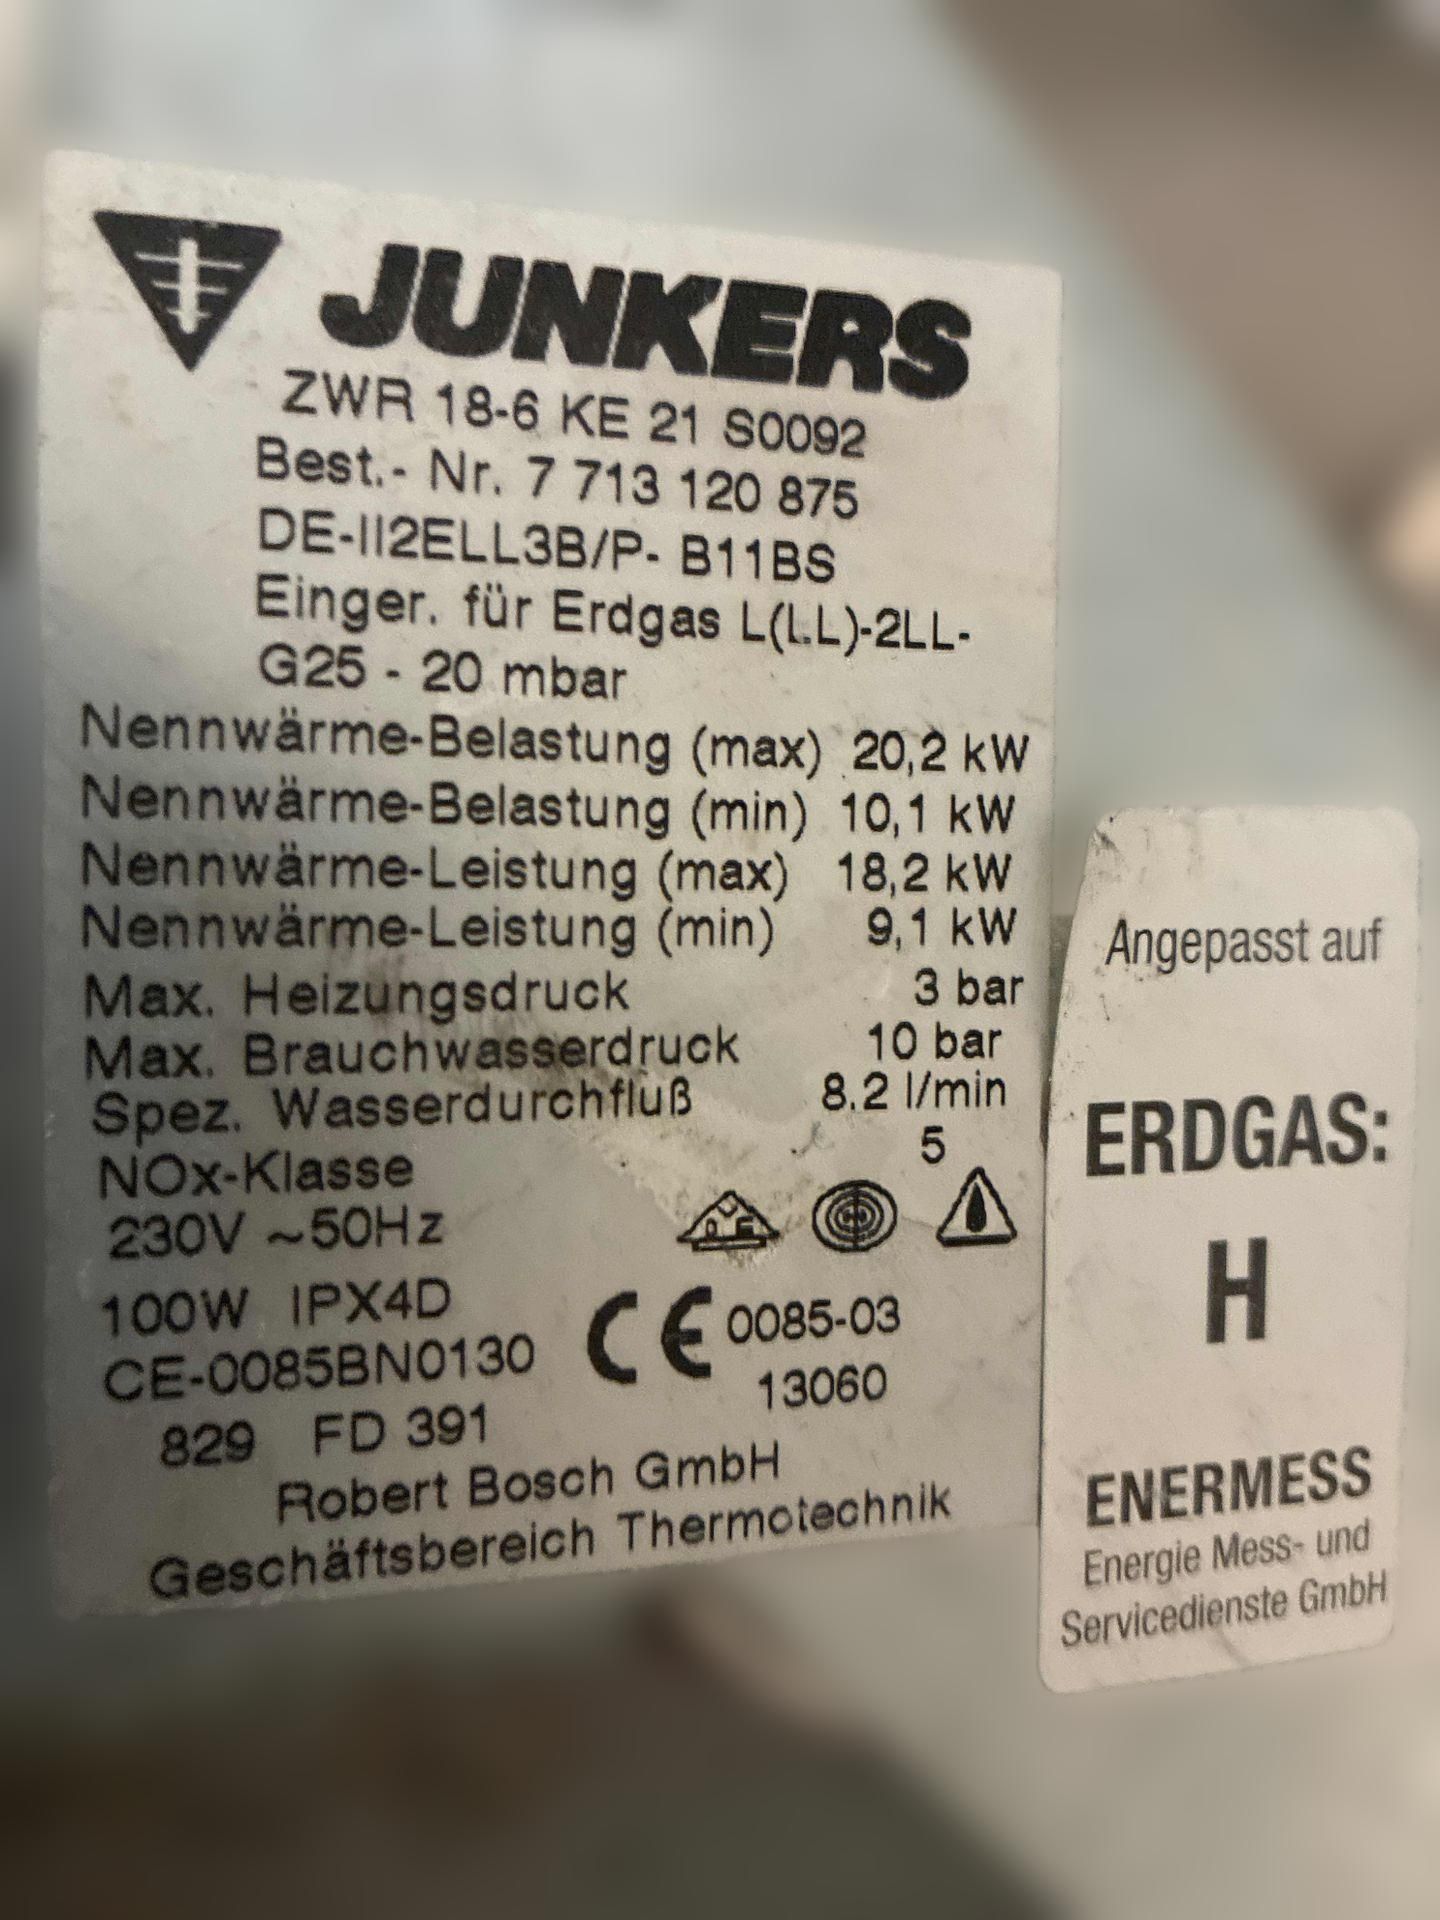 JUNKERS
ZWR 18-6 KE 21 S0092
Best.- Nr. 7 713 120 875
DE-II2ELL3B/P- B11BS
Einger. für Erdgas L(LL)-2LL-
G25 - 20 mbar
Nennwärme-Belastung (max) 20,2 kW
Nennwärme-Belastung (min) 10,1 kW
Nennwärme-Leistung (max) 18,2 kW
Nennwärme-Leistung (min) 9,1 kW
Max. Heizungsdruck 3 bar
Max. Brauchwasserdruck 10 bar
Spez. Wasserdurchfluß 8.2 l/min
NOx-Klasse 5
230V ~50Hz
100W IPX4D
CE-0085BN0130 CE 0085-03
13060
829 FD 391
Robert Bosch GmbH
Geschäftsbereich Thermotechnik
Angepasst auf
ERDGAS:
H
ENERMESS
Energie Mess- und
Servicedienste GmbH